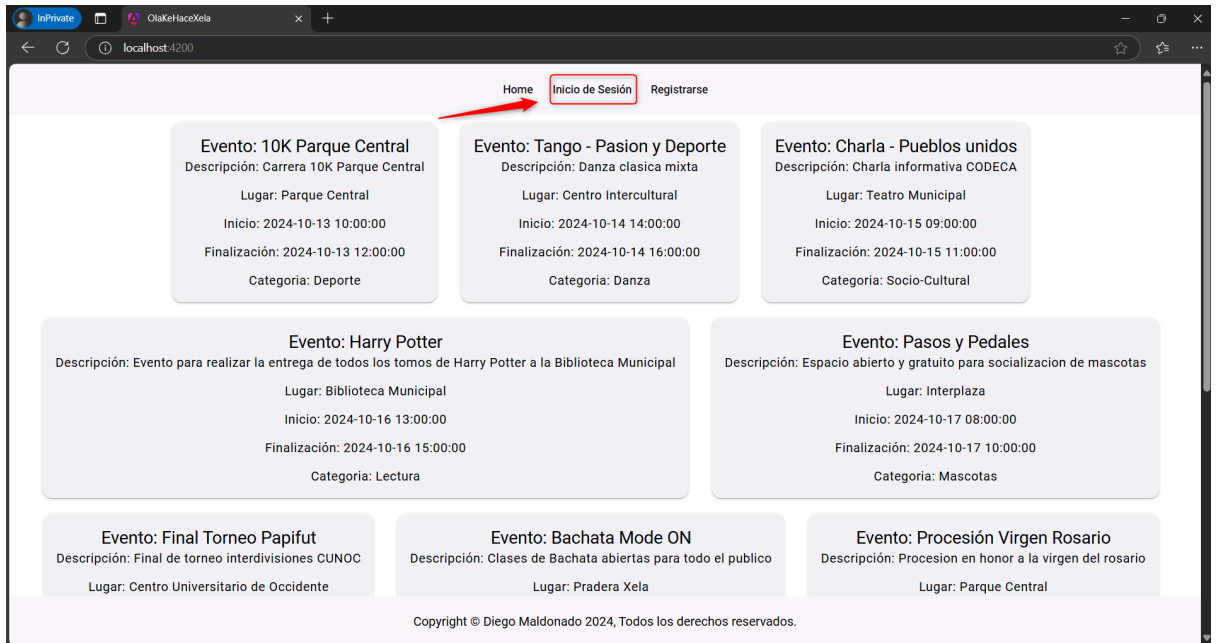 InPrivate
OlaKeHaceXela
localhost:4200
Home Inicio de Sesión Registrarse
Evento: 10K Parque Central
Descripción: Carrera 10K Parque Central
Lugar: Parque Central
Inicio: 2024-10-13 10:00:00
Finalización: 2024-10-13 12:00:00
Categoria: Deporte
Evento: Tango - Pasion y Deporte
Descripción: Danza clasica mixta
Lugar: Centro Intercultural
Inicio: 2024-10-14 14:00:00
Finalización: 2024-10-14 16:00:00
Categoria: Danza
Evento: Charla - Pueblos unidos
Descripción: Charla informativa CODECA
Lugar: Teatro Municipal
Inicio: 2024-10-15 09:00:00
Finalización: 2024-10-15 11:00:00
Categoria: Socio-Cultural
Evento: Harry Potter
Descripción: Evento para realizar la entrega de todos los tomos de Harry Potter a la Biblioteca Municipal
Lugar: Biblioteca Municipal
Inicio: 2024-10-16 13:00:00
Finalización: 2024-10-16 15:00:00
Categoria: Lectura
Evento: Pasos y Pedales
Descripción: Espacio abierto y gratuito para socializacion de mascotas
Lugar: Interplaza
Inicio: 2024-10-17 08:00:00
Finalización: 2024-10-17 10:00:00
Categoria: Mascotas
Evento: Final Torneo Papifut
Descripción: Final de torneo interdivisiones CUNOC
Lugar: Centro Universitario de Occidente
Evento: Bachata Mode ON
Descripción: Clases de Bachata abiertas para todo el publico
Lugar: Pradera Xela
Evento: Procesión Virgen Rosario
Descripción: Procesion en honor a la virgen del rosario
Lugar: Parque Central
Copyright © Diego Maldonado 2024, Todos los derechos reservados.